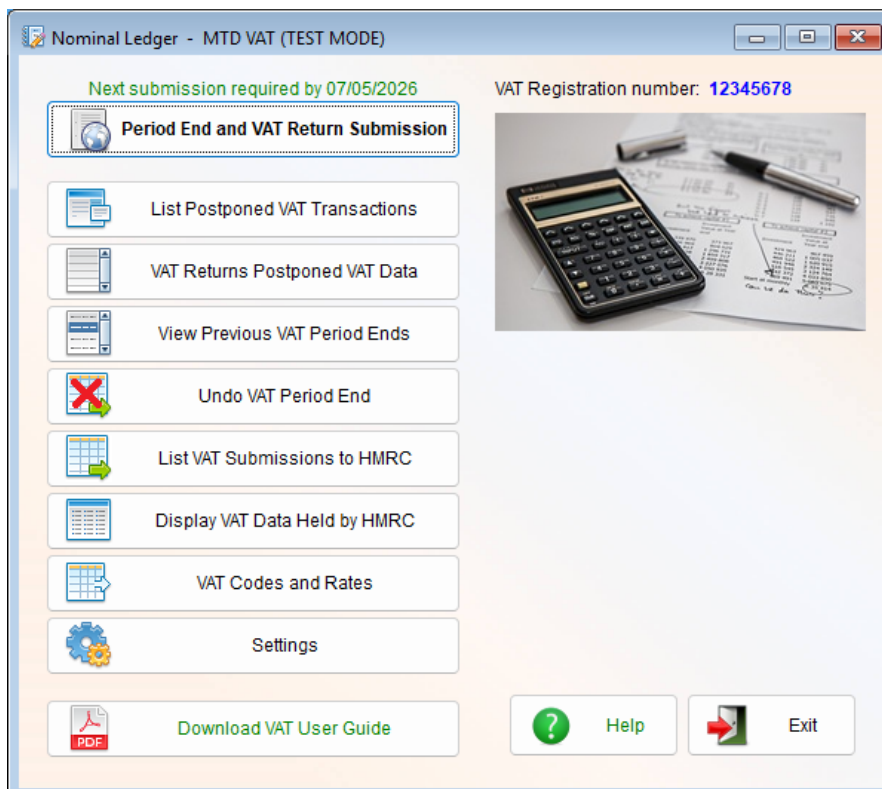 Nominal Ledger - MTD VAT (TEST MODE)
Next submission required by 07/05/2026
VAT Registration number: 12345678
Period End and VAT Return Submission
List Postponed VAT Transactions
VAT Returns Postponed VAT Data
View Previous VAT Period Ends
Undo VAT Period End
List VAT Submissions to HMRC
Display VAT Data Held by HMRC
VAT Codes and Rates
Settings
PDF
Download VAT User Guide
Help
Exit